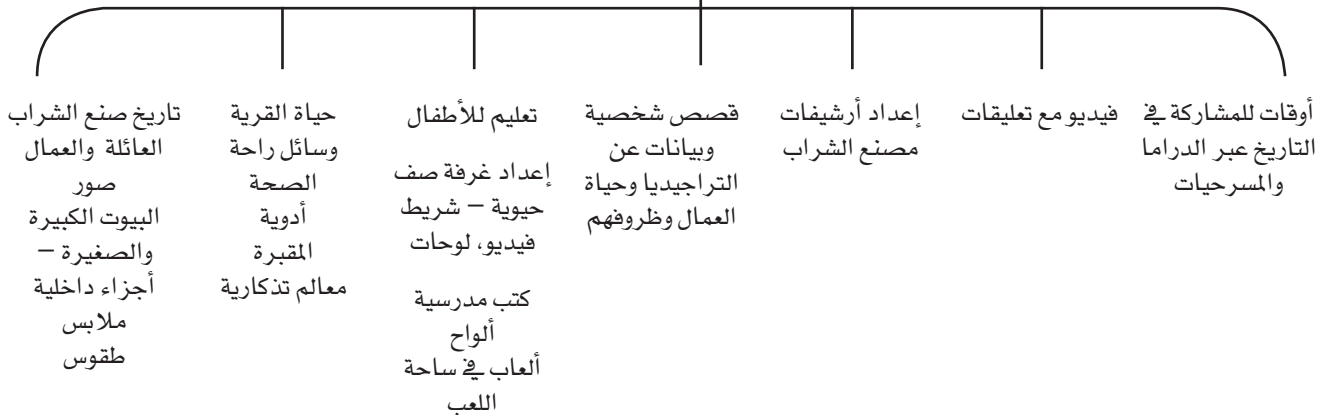 أوقات للمشاركة في
التاريخ عبر الدراما
والمسرحيات
فيديو مع تعليقات
إعداد أرشيفات
مصنع الشراب
قصص شخصية
وبيانات عن
التراجيديا وحياة
العمال وظروفهم
تعليم للأطفال
إعداد غرفة صف
حيوية – شريط
فيديو، لوحات
كتب مدرسية
ألواح
ألعاب في ساحة
اللعب
حياة القرية
وسائل راحة
الصحة
أدوية
المقبرة
معالم تذكارية
تاريخ صنع الشراب
العائلة والعمال
صور
البيوت الكبيرة
والصغيرة –
أجزاء داخلية
ملابس
طقوس